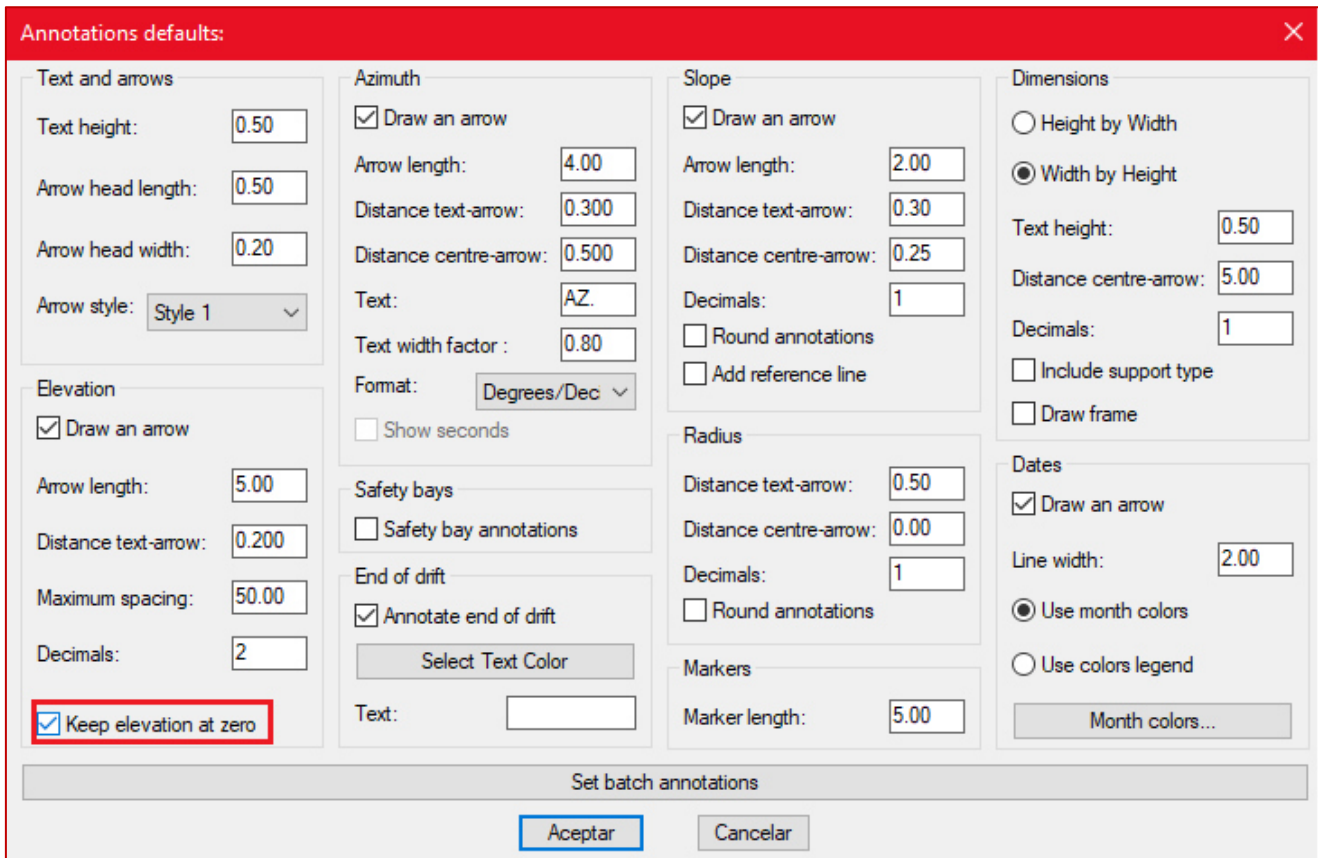 Annotations defaults:
Text and arrows
Text height: 0.50
Arrow head length: 0.50
Arrow head width: 0.20
Arrow style: Style 1
Elevation
Draw an arrow
Arrow length: 5.00
Distance text-arrow: 0.200
Maximum spacing: 50.00
Decimals: 2
Keep elevation at zero
Azimuth
Draw an arrow
Arrow length: 4.00
Distance text-arrow: 0.300
Distance centre-arrow: 0.500
Text: AZ.
Text width factor : 0.80
Format: Degrees/Dec
Show seconds
Safety bays
Safety bay annotations
End of drift
Annotate end of drift
Select Text Color
Text:
Slope
Draw an arrow
Arrow length: 2.00
Distance text-arrow: 0.30
Distance centre-arrow: 0.25
Decimals: 1
Round annotations
Add reference line
Radius
Distance text-arrow: 0.50
Distance centre-arrow: 0.00
Decimals: 1
Round annotations
Markers
Marker length: 5.00
Dimensions
Height by Width
Width by Height
Text height: 0.50
Distance centre-arrow: 5.00
Decimals: 1
Include support type
Draw frame
Dates
Draw an arrow
Line width: 2.00
Use month colors
Use colors legend
Month colors...
Set batch annotations
Aceptar
Cancelar